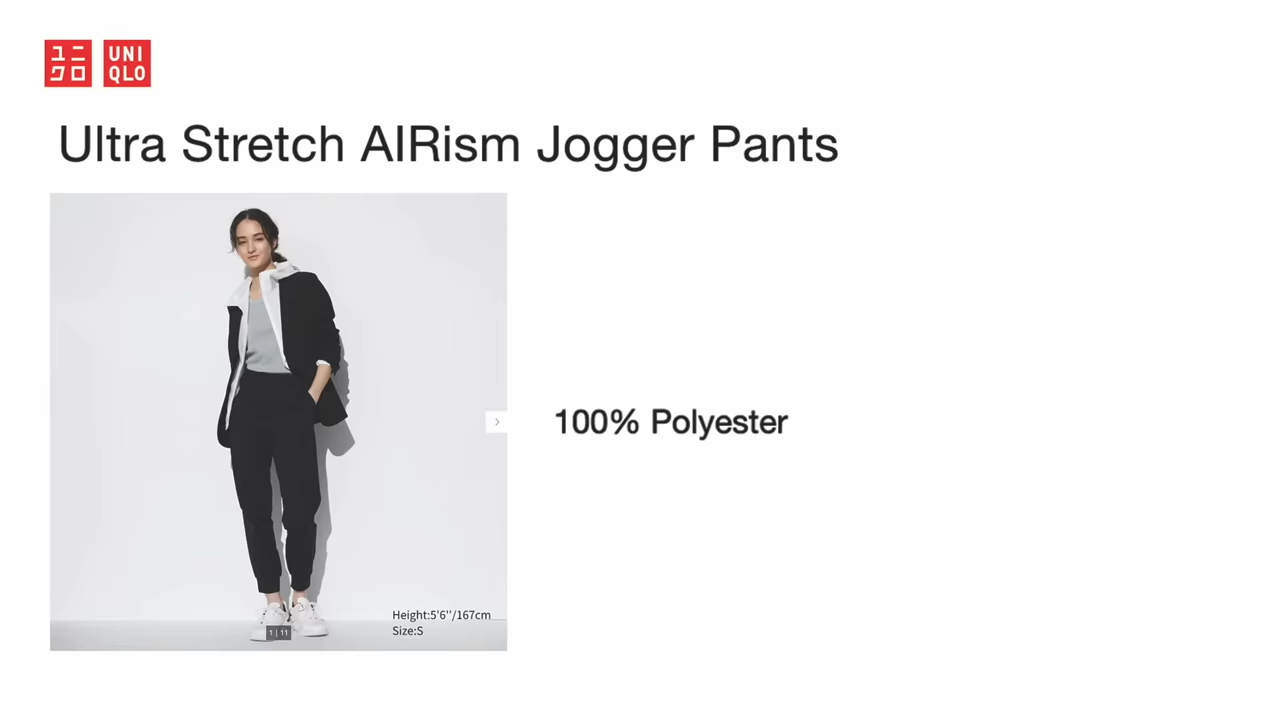 ユニ UNI
クロ QLO
Ultra Stretch AIRism Jogger Pants
100% Polyester
Height:5'6''/167cm
Size:S
1 | 11